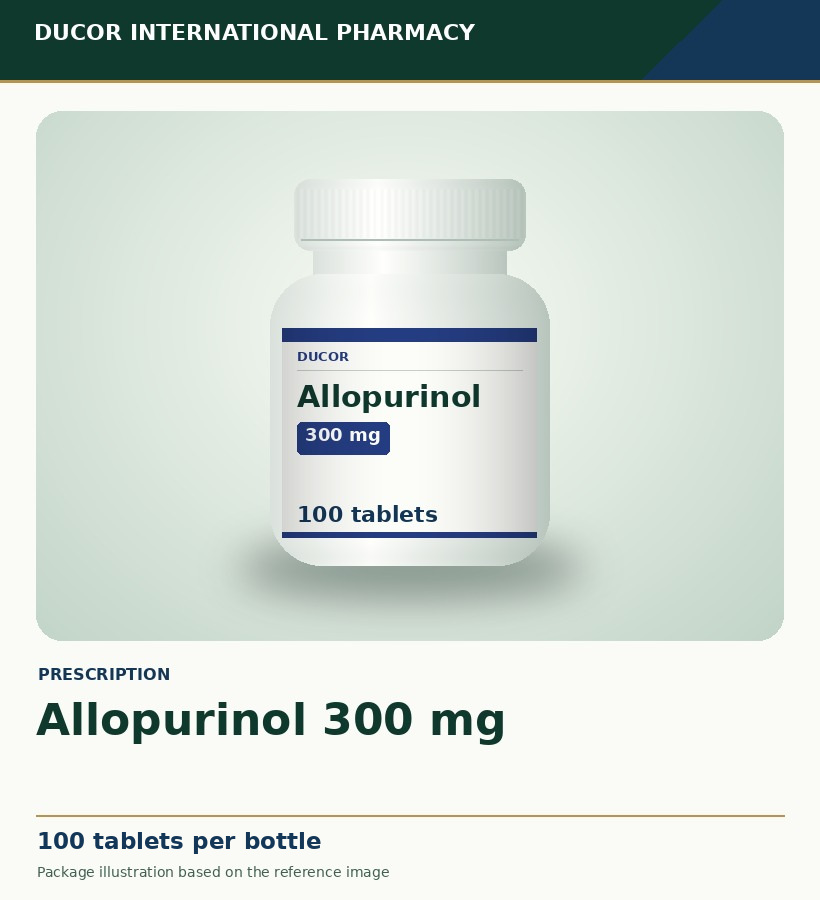 DUCOR INTERNATIONAL PHARMACY
DUCOR
Allopurinol
300 mg
100 tablets
PRESCRIPTION
Allopurinol 300 mg
100 tablets per bottle
Package illustration based on the reference image